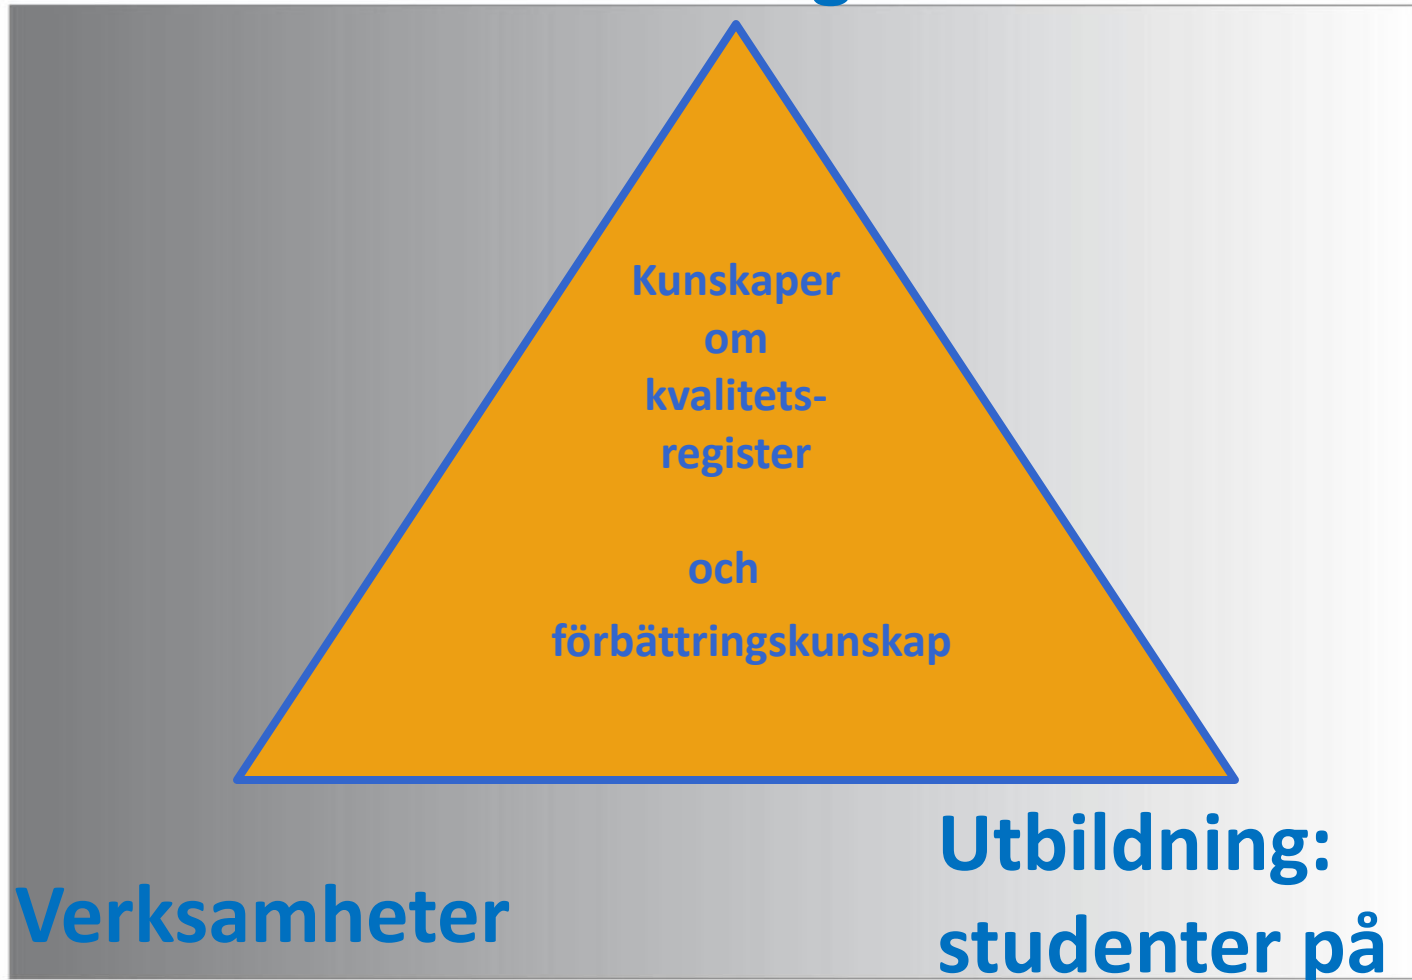 Kunskaper
om
kvalitets-
register
och
förbättringskunskap
Utbildning:
Verksamheter
studenter på